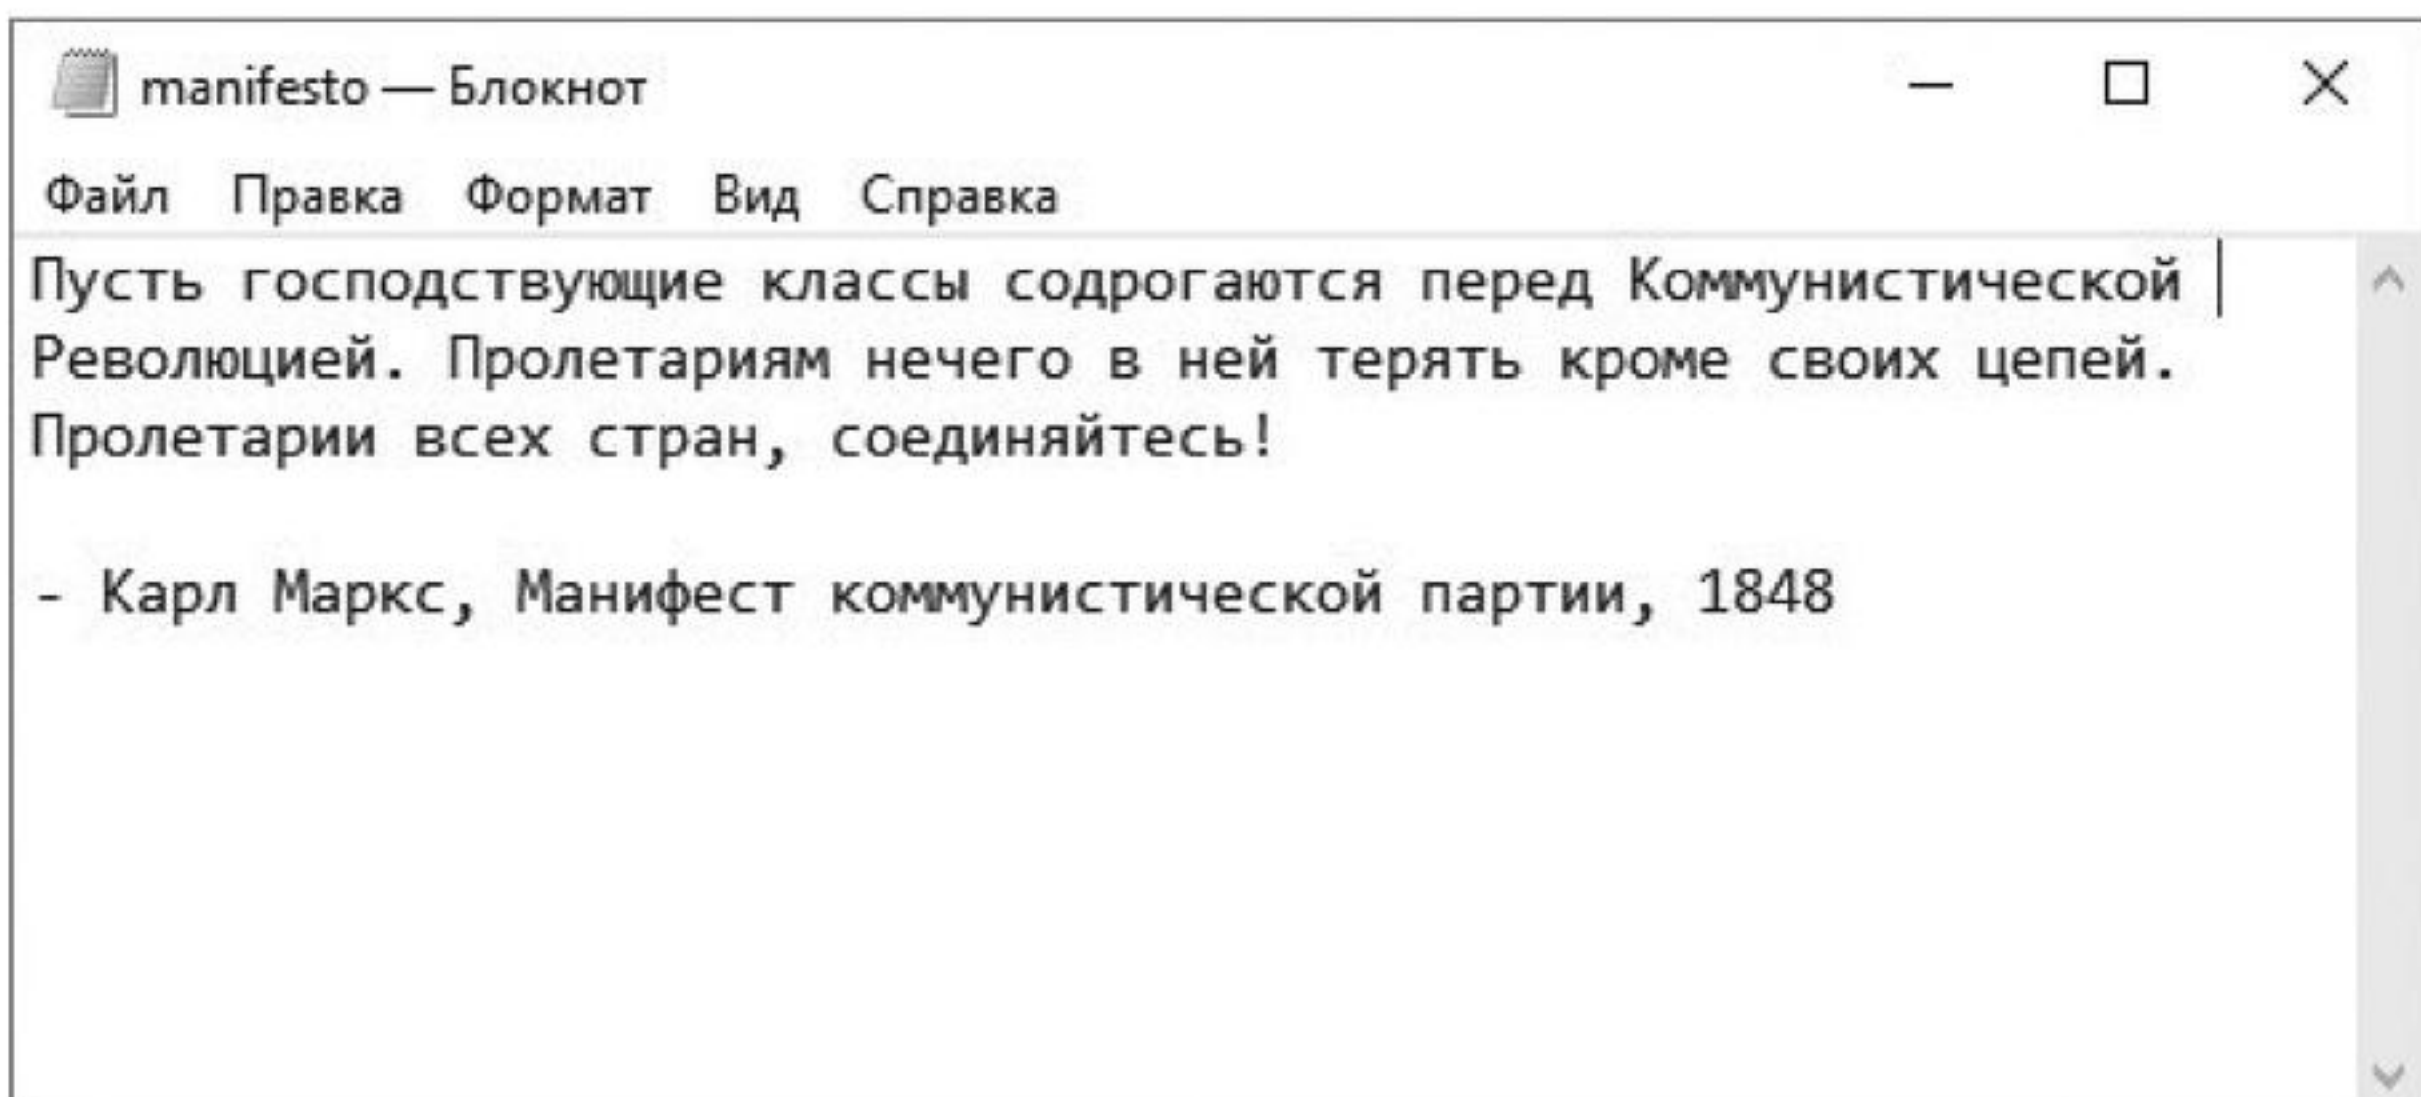 manifesto — Блокнот
Файл Правка Формат Вид Справка
Пусть господствующие классы содрогаются перед Коммунистической
Революцией. Пролетариям нечего в ней терять кроме своих цепей.
Пролетарии всех стран, соединяйтесь!
- Карл Маркс, Манифест коммунистической партии, 1848